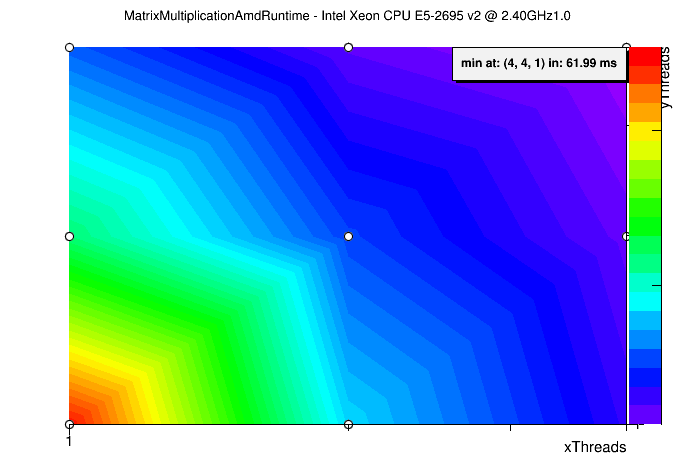 MatrixMultiplicationAmdRuntime - Intel Xeon CPU E5-2695 v2 @ 2.40GHz1.0
min at: (4, 4, 1) in: 61.99 ms
yThreads
1
xThreads